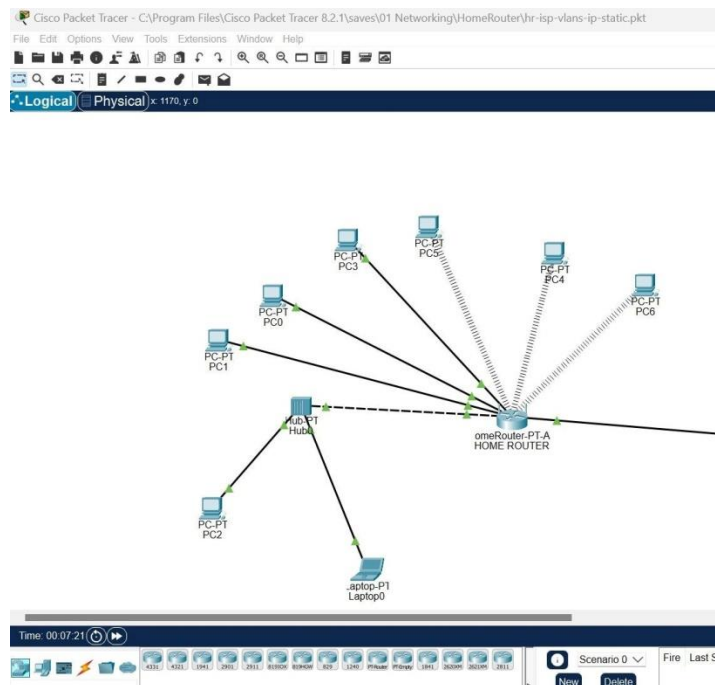 Cisco Packet Tracer - C:\Program Files\Cisco Packet Tracer 8.2.1\saves\01 Networking\HomeRouter\hr-isp-vlans-ip-static.pkt
File Edit Options View Tools Extensions Window Help
Logical Physical x: 1170, y: 0
PC-PT
PC5
PC-PT
PC3
PC-PT
PC4
PC-PT
PC6
PC-PT
PC0
PC-PT
PC1
Hub-PT
Hub0
omeRouter-PT-A
HOME ROUTER
PC-PT
PC2
Laptop-PT
Laptop0
Time: 00:07:21
4331 4321 1941 2901 2911 819HGW 829 1240 PT-Router PT-Empty 1841 2620XM 2621XM 2811
Scenario 0 Fire Last S
New Delete